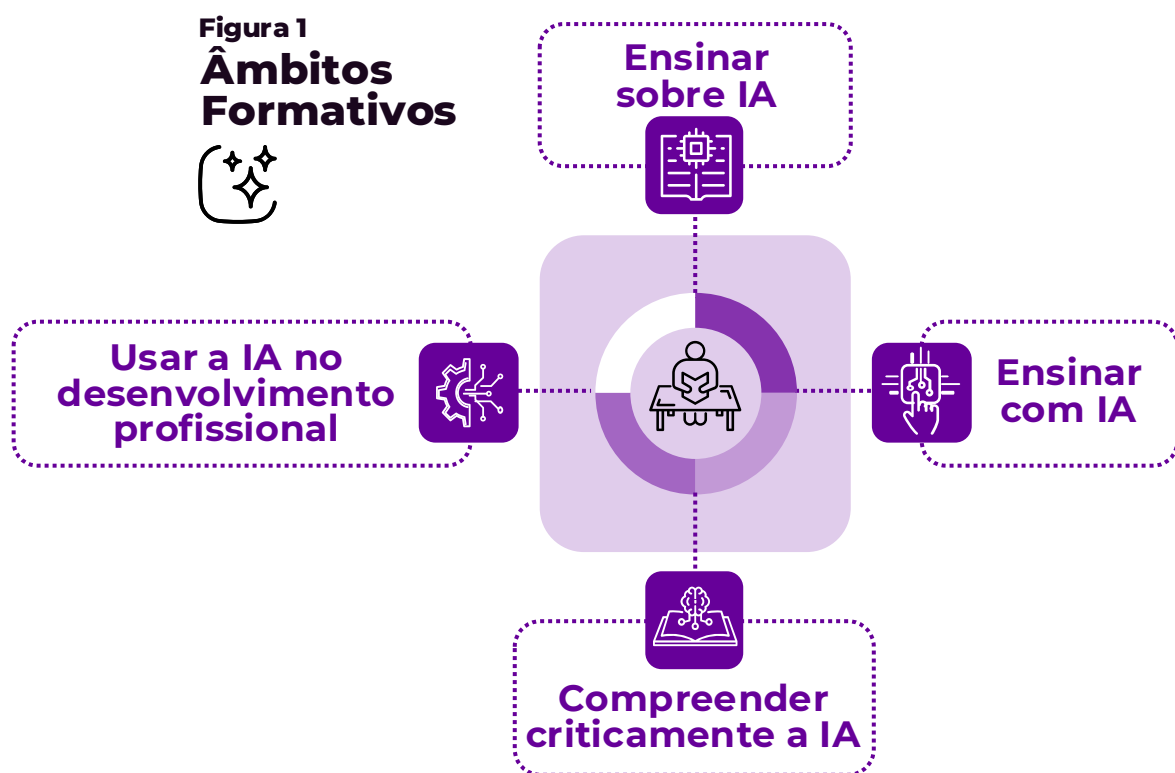 Figura 1
Âmbitos
Formativos
Ensinar
sobre IA
Usar a IA no
desenvolvimento
profissional
Ensinar
com IA
Compreender
criticamente a IA